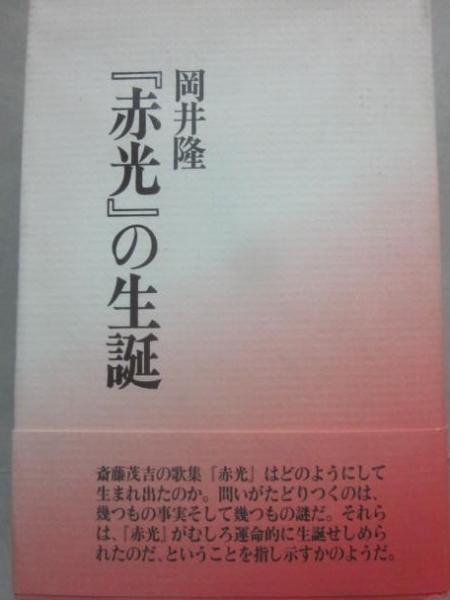 岡井隆
『赤光』の生誕
斎藤茂吉の歌集『赤光』はどのようにして
生まれ出たのか。問いがたどりつくのは、
幾つもの事実そして幾つもの謎だ。それら
は、『赤光』がむしろ運命的に生誕せしめら
れたのだ、ということを指し示すかのようだ。